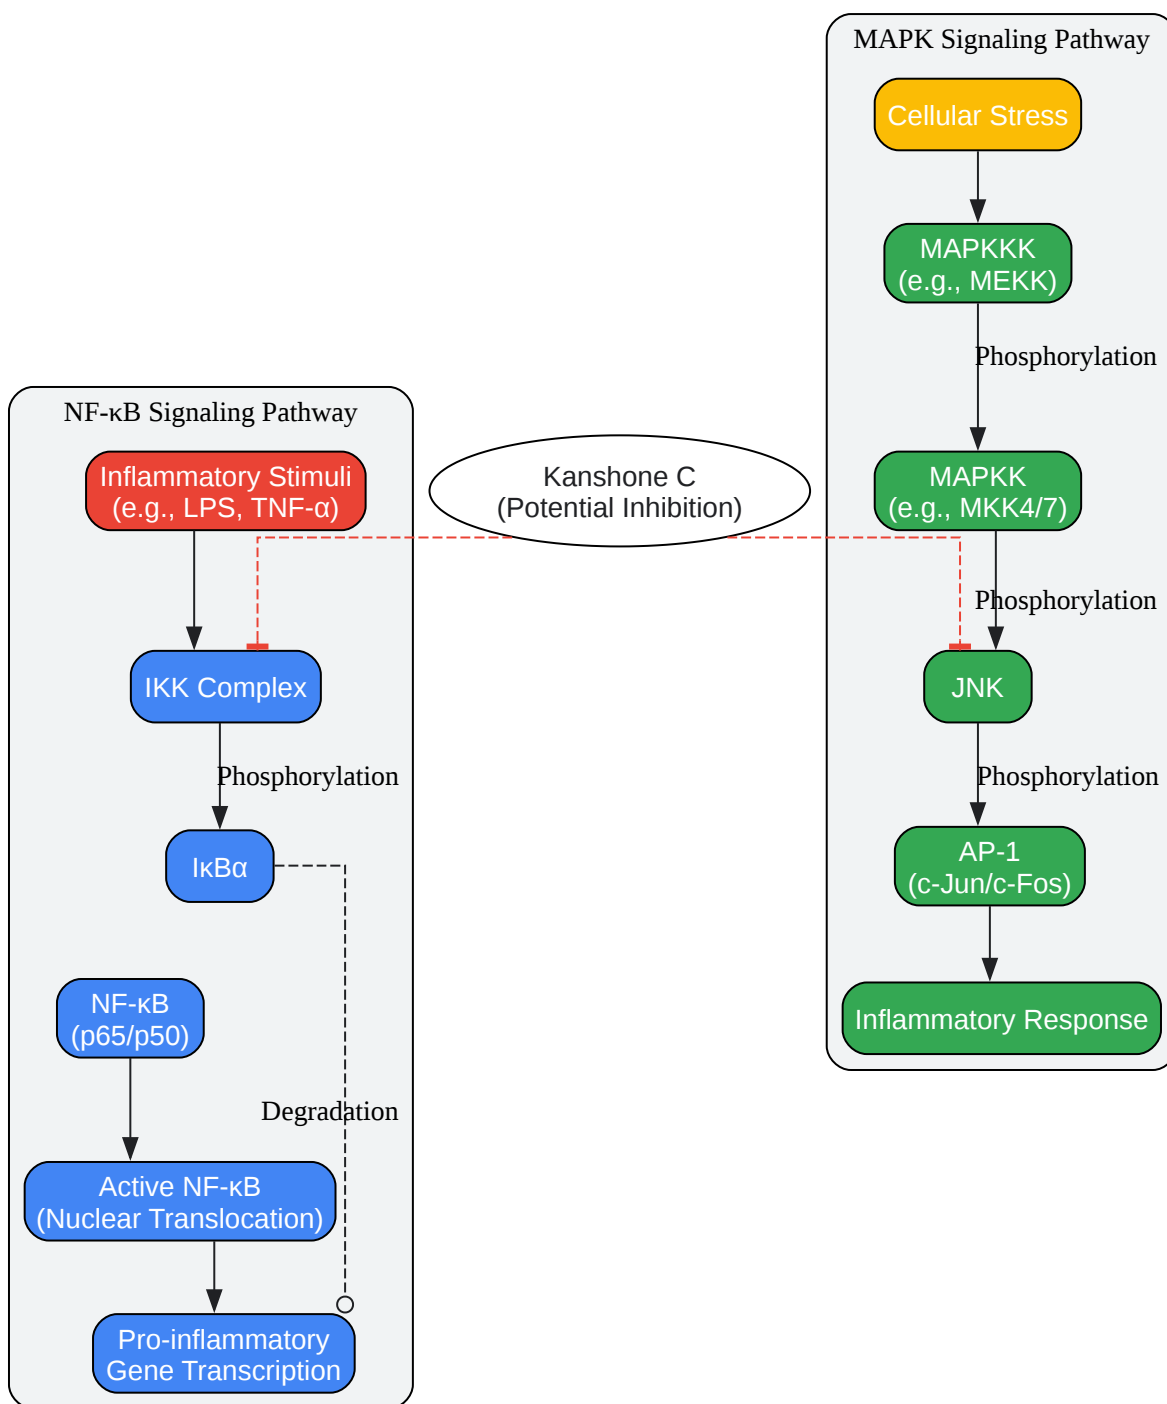 MAPK Signaling Pathway
Cellular Stress
MAPKKK
(e.g., MEKK)
Phosphorylation
MAPKK
(e.g., MKK4/7)
Phosphorylation
JNK
Phosphorylation
AP-1
(c-Jun/c-Fos)
Inflammatory Response
Kanshone C
(Potential Inhibition)
NF-κB Signaling Pathway
Inflammatory Stimuli
(e.g., LPS, TNF-α)
IKK Complex
Phosphorylation
IκBα
NF-κB
(p65/p50)
Degradation
Active NF-κB
(Nuclear Translocation)
Pro-inflammatory
Gene Transcription